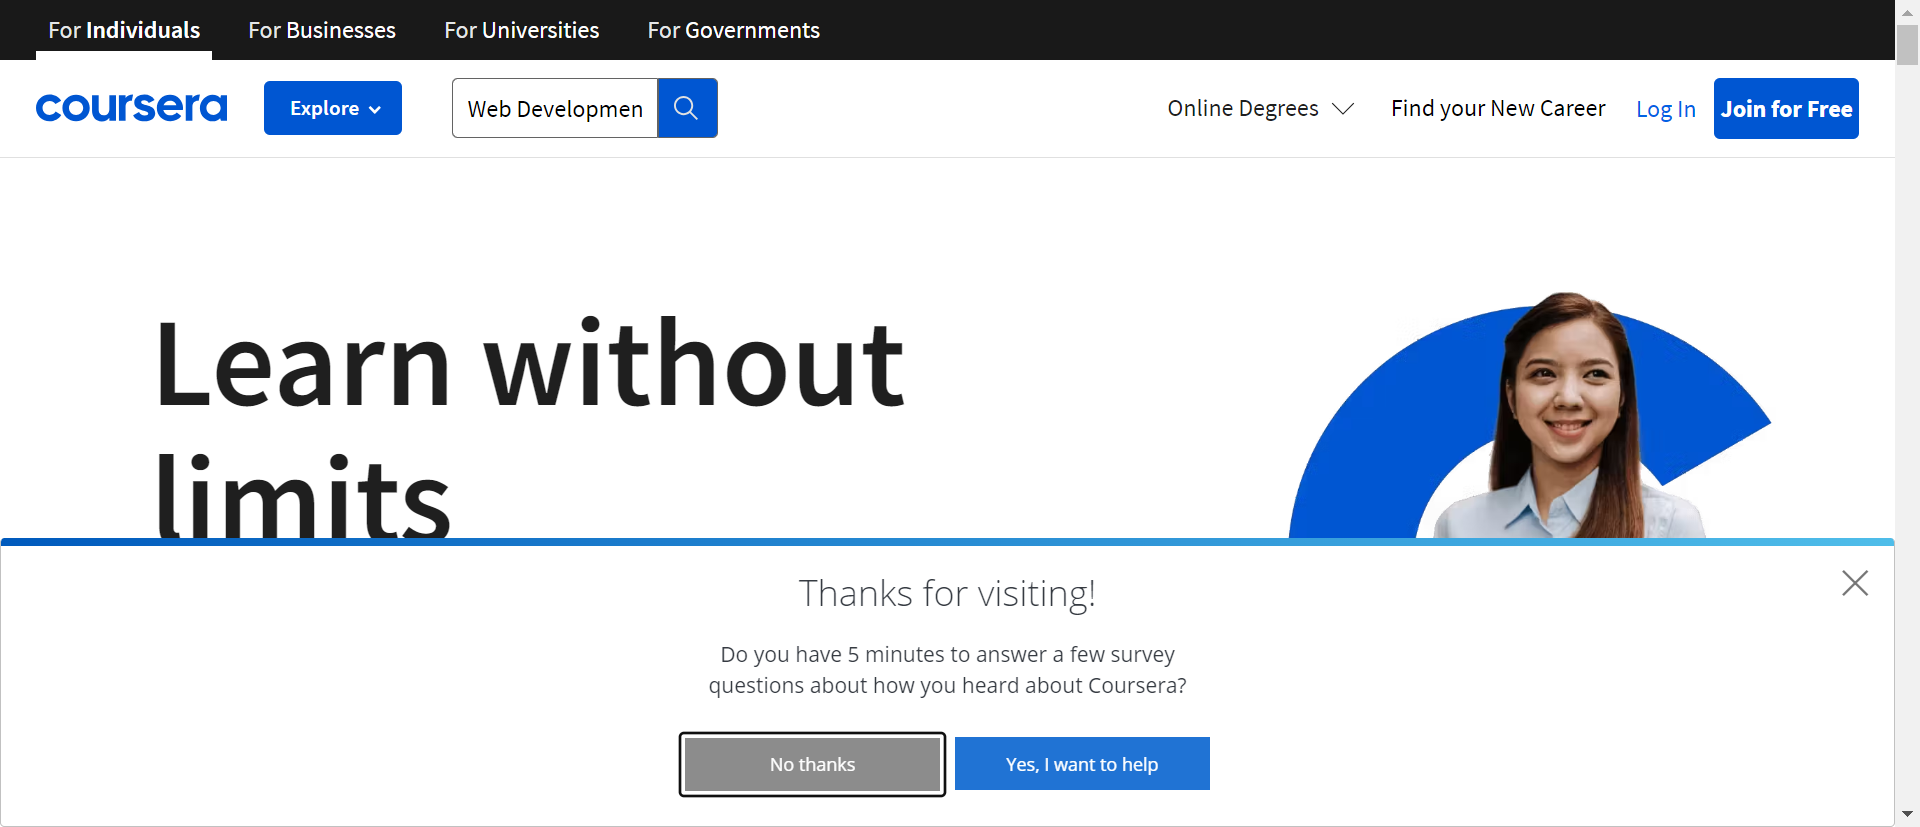 For Individuals For Businesses For Universities For Governments
coursera Explore Web Developmen Online Degrees Find your New Career Log In Join for Free
Learn without
limits
Thanks for visiting!
Do you have 5 minutes to answer a few survey
questions about how you heard about Coursera?
No thanks Yes, I want to help